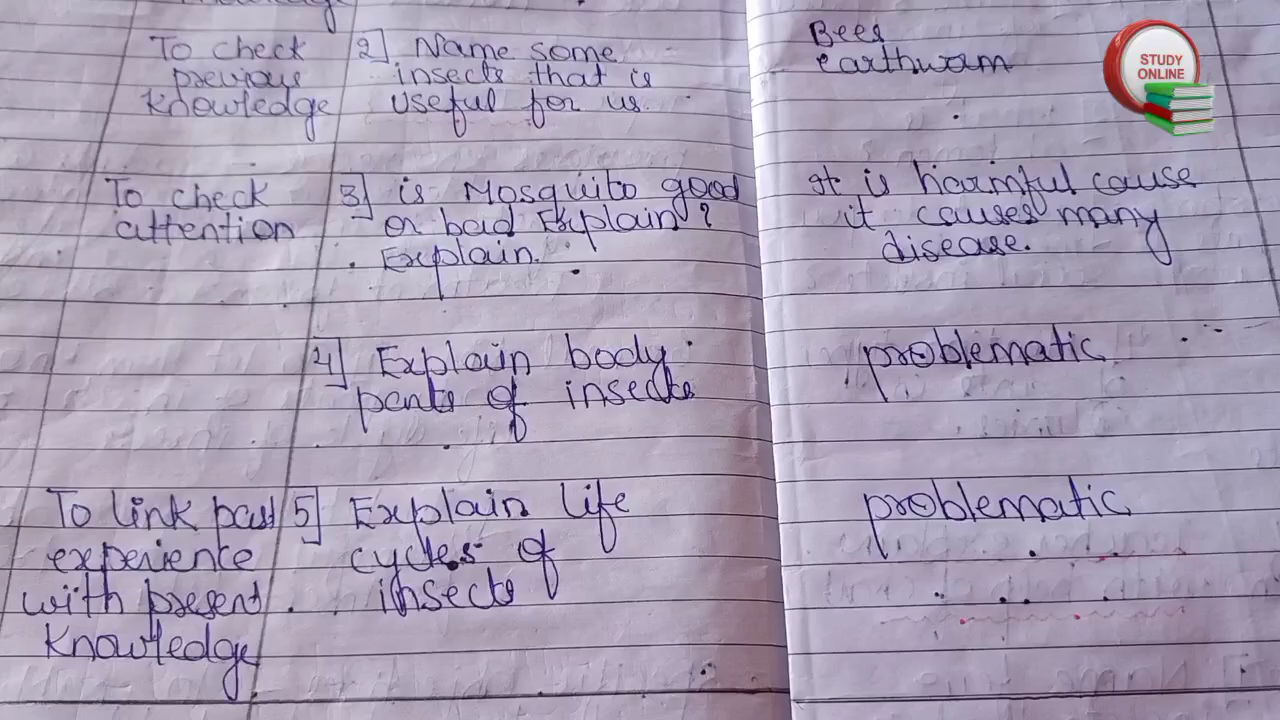 To check
previous
knowledge
2] Name some
insects that is
useful for us.
Bees
earthworm
STUDY
ONLINE
To check
attention
3] is Mosquito good
or bad Explain ?
Explain.
It is harmful cause
it causes many
disease.
4] Explain body
parts of insects
problematic
To link past
experience
with present
knowledge
5] Explain life
cycles of
insects
problematic